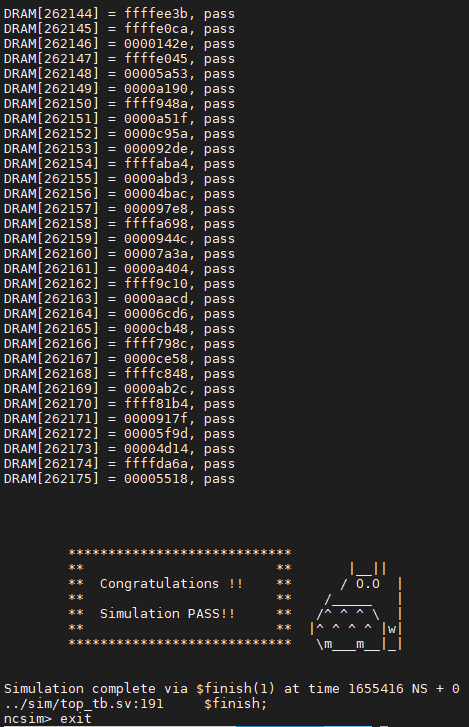 DRAM[262144] = ffffee3b, pass
DRAM[262145] = ffffe0ca, pass
DRAM[262146] = 0000142e, pass
DRAM[262147] = ffffe045, pass
DRAM[262148] = 00005a53, pass
DRAM[262149] = 0000a190, pass
DRAM[262150] = ffff948a, pass
DRAM[262151] = 0000a51f, pass
DRAM[262152] = 0000c95a, pass
DRAM[262153] = 000092de, pass
DRAM[262154] = ffffaba4, pass
DRAM[262155] = 0000abd3, pass
DRAM[262156] = 00004bac, pass
DRAM[262157] = 000097e8, pass
DRAM[262158] = ffffa698, pass
DRAM[262159] = 0000944c, pass
DRAM[262160] = 00007a3a, pass
DRAM[262161] = 0000a404, pass
DRAM[262162] = ffff9c10, pass
DRAM[262163] = 0000aacd, pass
DRAM[262164] = 00006cd6, pass
DRAM[262165] = 0000cb48, pass
DRAM[262166] = ffff798c, pass
DRAM[262167] = 0000ce58, pass
DRAM[262168] = ffffc848, pass
DRAM[262169] = 0000ab2c, pass
DRAM[262170] = ffff81b4, pass
DRAM[262171] = 0000917f, pass
DRAM[262172] = 00005f9d, pass
DRAM[262173] = 00004d14, pass
DRAM[262174] = ffffda6a, pass
DRAM[262175] = 00005518, pass
        ****************************
        **                        **       |__||
        **  Congratulations !!    **      / O.O  |
        **                        **    /_____   |
        **  Simulation PASS!!     **   /^ ^ ^ \  |
        **                        **  |^ ^ ^ ^ |w|
        ****************************   \m___m__|_|
Simulation complete via $finish(1) at time 1655416 NS + 0
../sim/top_tb.sv:191     $finish;
ncsim> exit